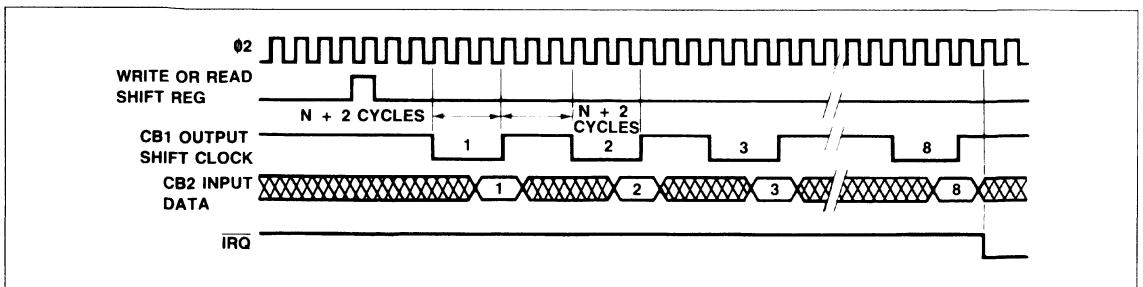 ϕ2
WRITE OR READ
SHIFT REG
N + 2 CYCLES
N + 2
CYCLES
CB1 OUTPUT
SHIFT CLOCK
1
2
3
8
CB2 INPUT
DATA
1
2
3
8
IRQ